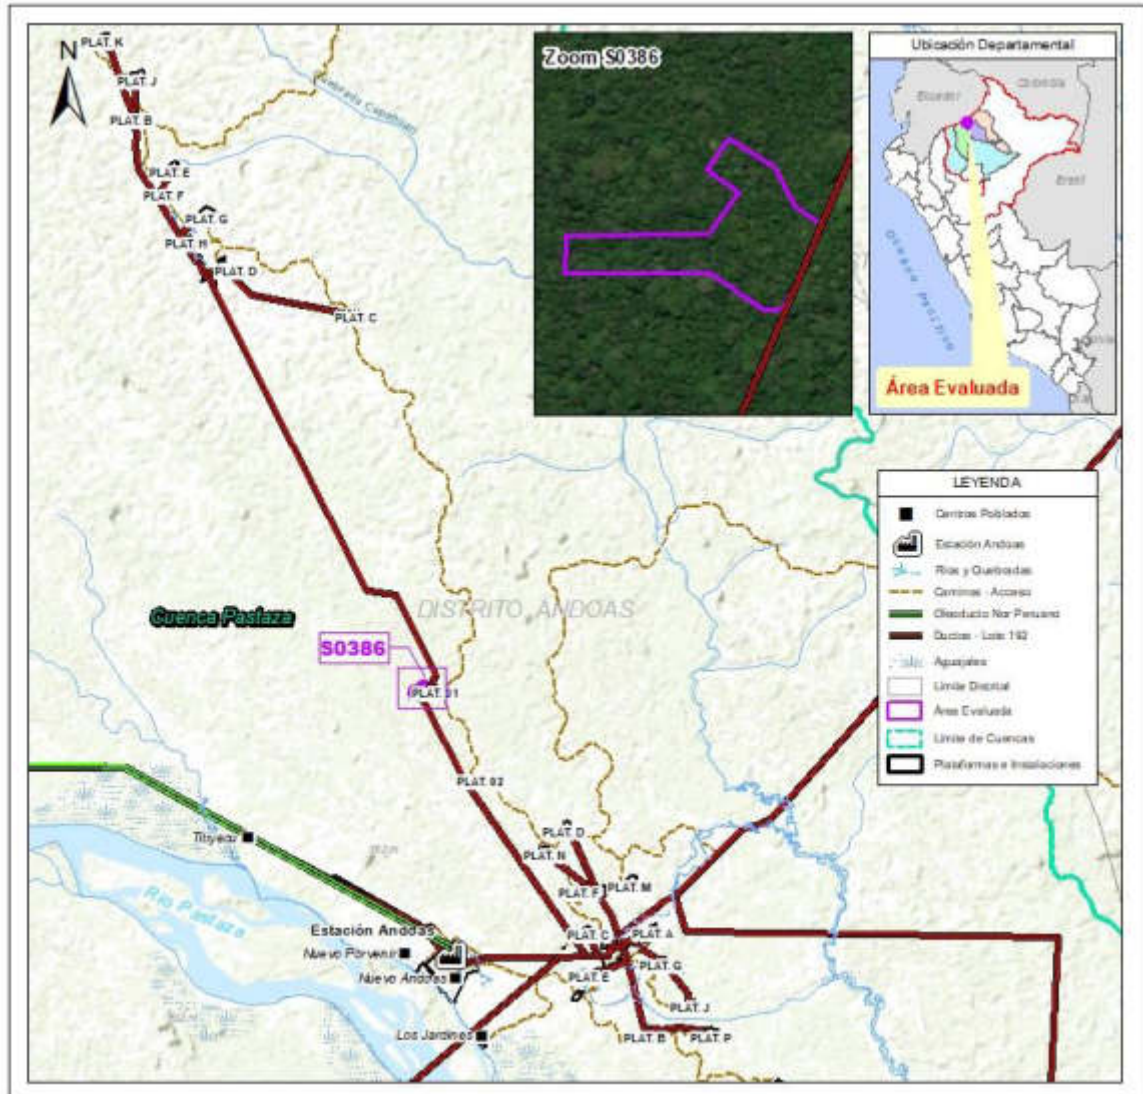 N
PLAT. K
PLAT. J
PLAT. B
PLAT. E
PLAT. F
PLAT. G
PLAT. H
PLAT. D
PLAT. C
Zoom S0386
Ubicación Departamental
Ecuador
Colombia
Brasil
Área Evaluada
LEYENDA
Centros Poblados
Estación Andoas
Ríos y Quebradas
Caminos - Acceso
Oleoducto Nor Peruano
Ductos - Lote 192
Aguajales
Límite Distrital
Área Evaluada
Límite de Cuencas
Plataformas e Instalaciones
Cuenca Pastaza
DISTRITO ANDOAS
S0386
PLAT. 01
PLAT. 02
PLAT. D
PLAT. N
PLAT. F
PLAT. M
PLAT. C
PLAT. A
PLAT. G
PLAT. E
PLAT. J
PLAT. B
PLAT. P
Río Pastaza
Estación Andoas
Nuevo Porvenir
Nuevo Andoas
Los Jardines